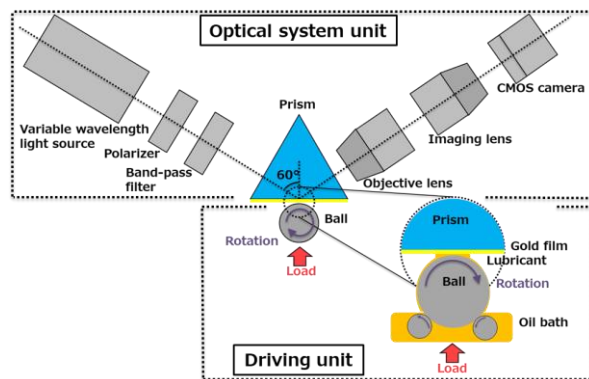 Optical system unit
CMOS camera
Prism
Imaging lens
Variable wavelength
light source
Polarizer
Band-pass
filter
60°
Objective lens
Ball
Rotation
Load
Prism
Gold film
Lubricant
Ball
Rotation
Oil bath
Load
Driving unit